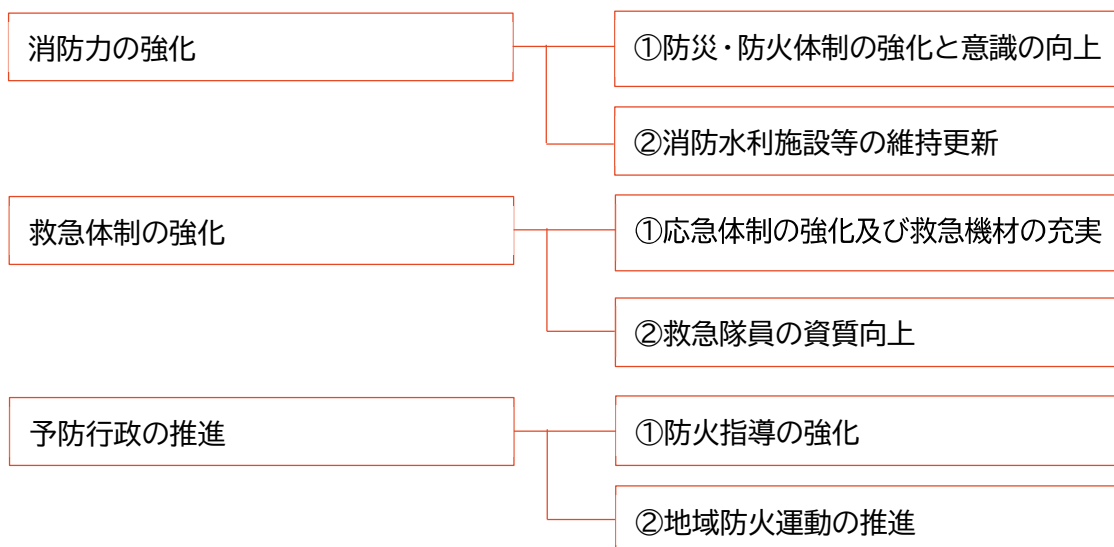 消防力の強化
①防災・防火体制の強化と意識の向上
②消防水利施設等の維持更新
救急体制の強化
①応急体制の強化及び救急機材の充実
②救急隊員の資質向上
予防行政の推進
①防火指導の強化
②地域防火運動の推進